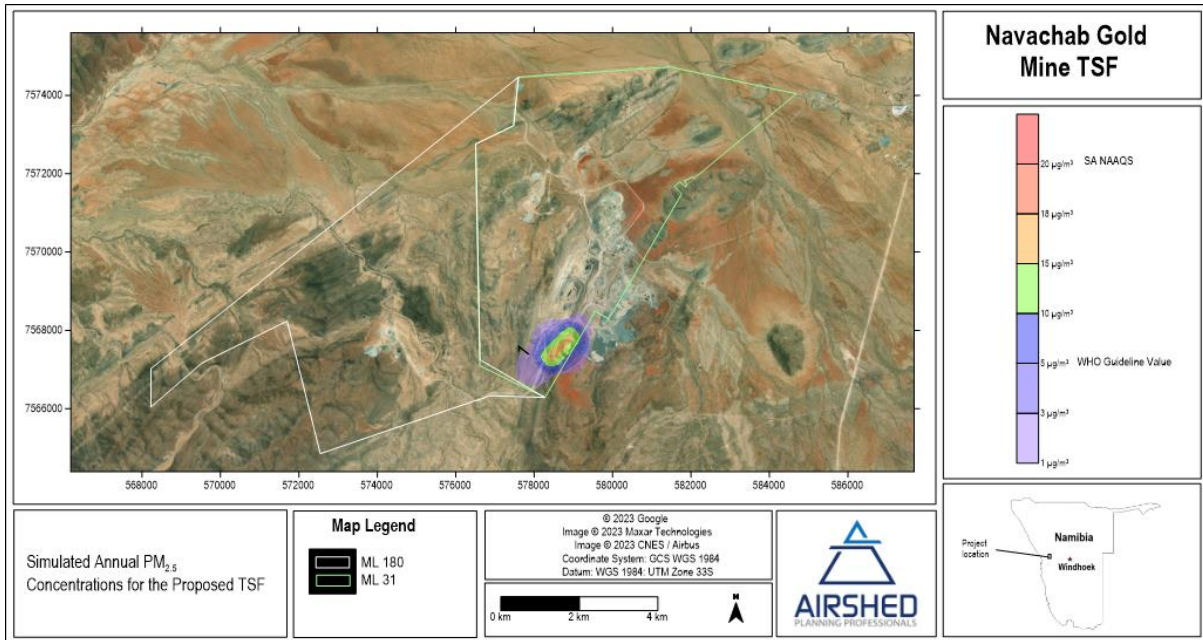 7574000
7572000
7570000
7568000
7566000
568000 570000 572000 574000 576000 578000 580000 582000 584000 586000
Navachab Gold
Mine TSF
20 µg/m³ SA NAAQS
18 µg/m³
15 µg/m³
10 µg/m³
5 µg/m³ WHO Guideline Value
3 µg/m³
1 µg/m³
Simulated Annual PM2.5
Concentrations for the Proposed TSF
Map Legend
ML 180
ML 31
© 2023 Google
Image © 2023 Maxar Technologies
Image © 2023 CNES / Airbus
Coordinate System: GCS WGS 1984
Datum: WGS 1984: UTM Zone 33S
0 km 2 km 4 km
N
AIRSHED
PLANNING PROFESSIONALS
Project
location
Namibia
Windhoek